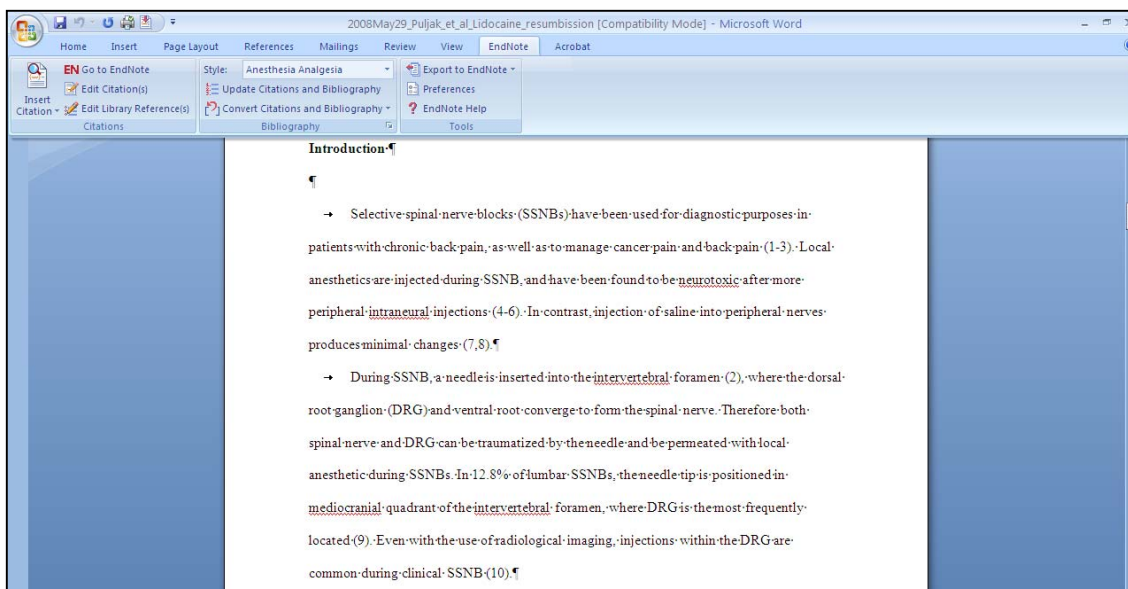 2008May29_Puljak_et_al_Lidocaine_resumbission [Compatibility Mode] - Microsoft Word
Home Insert Page Layout References Mailings Review View EndNote Acrobat
Insert Citation
EN Go to EndNote
Edit Citation(s)
Edit Library Reference(s)
Citations
Style: Anesthesia Analgesia
Update Citations and Bibliography
Convert Citations and Bibliography
Bibliography
Export to EndNote
Preferences
? EndNote Help
Tools
Introduction·¶
¶
→ Selective·spinal·nerve·blocks·(SSNBs)·have·been·used·for·diagnostic·purposes·in·
patients·with·chronic·back·pain,·as·well·as·to·manage·cancer·pain·and·back·pain·(1-3).·Local·
anesthetics·are·injected·during·SSNB,·and·have·been·found·to·be·neurotoxic·after·more·
peripheral·intraneural·injections·(4-6).·In·contrast,·injection·of·saline·into·peripheral·nerves·
produces·minimal·changes·(7,8).¶
→ During·SSNB,·a·needle·is·inserted·into·the·intervertebral·foramen·(2),·where·the·dorsal·
root·ganglion·(DRG)·and·ventral·root·converge·to·form·the·spinal·nerve.·Therefore·both·
spinal·nerve·and·DRG·can·be·traumatized·by·the·needle·and·be·permeated·with·local·
anesthetic·during·SSNBs.·In·12.8%·of·lumbar·SSNBs,·the·needle·tip·is·positioned·in·
mediocranial·quadrant·of·the·intervertebral·foramen,·where·DRG·is·the·most·frequently·
located·(9).·Even·with·the·use·of·radiological·imaging,·injections·within·the·DRG·are·
common·during·clinical·SSNB·(10).¶